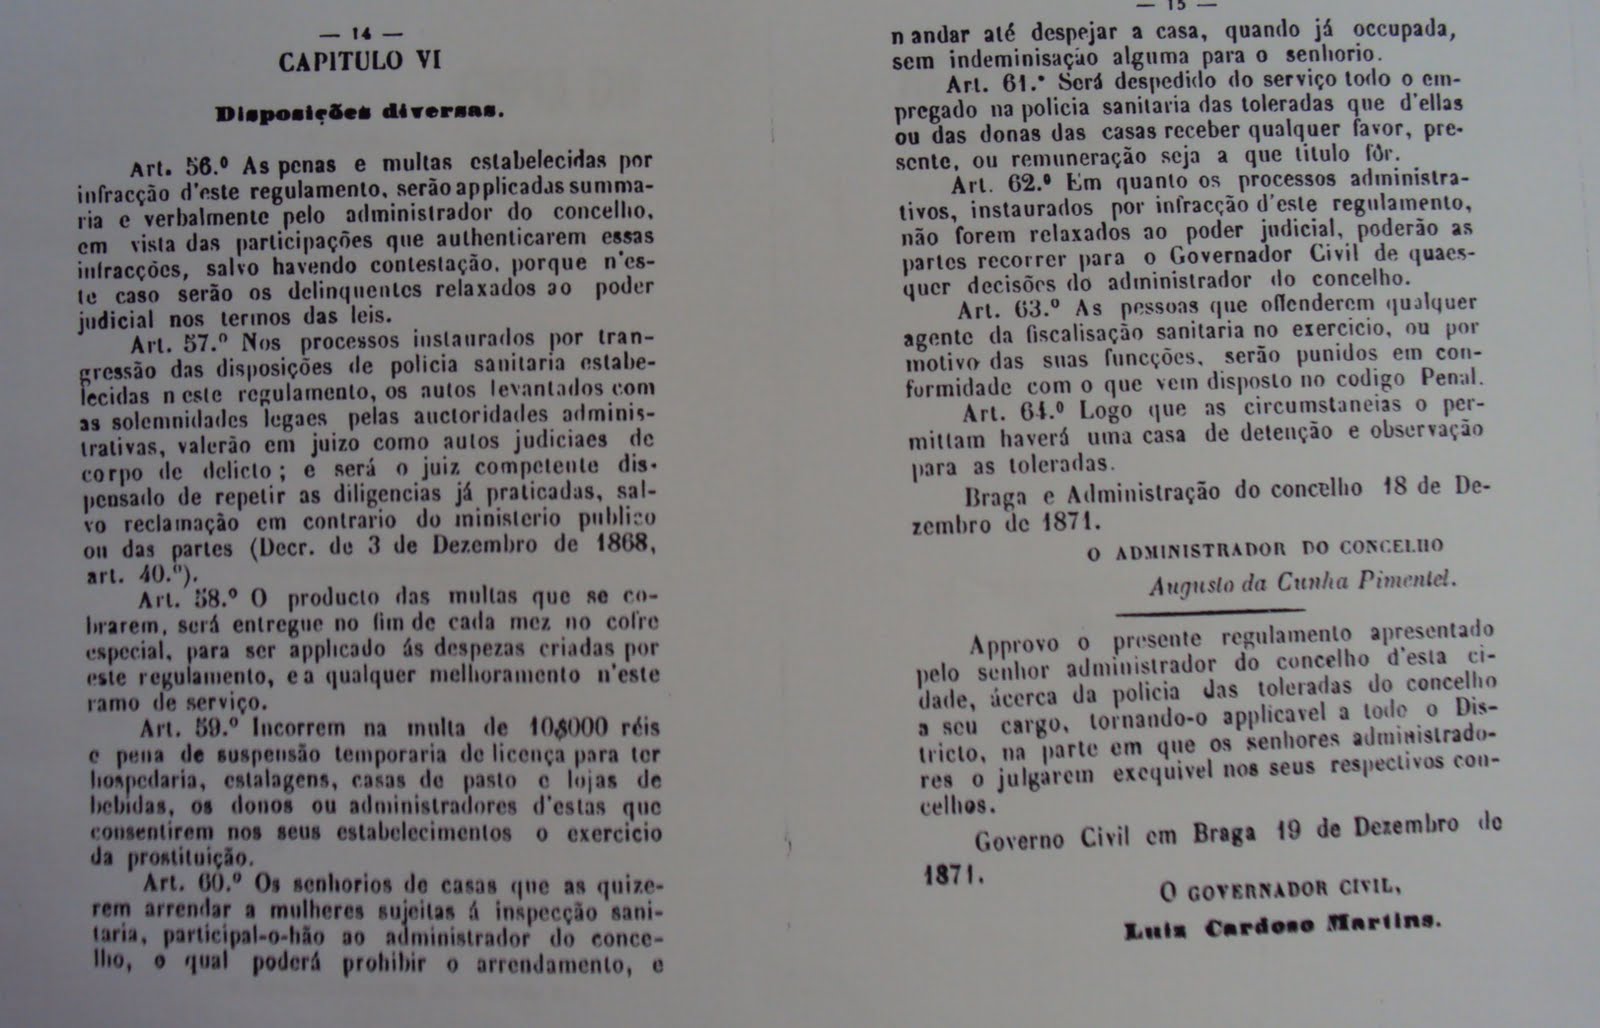 — 14 —
CAPITULO VI
Disposições diversas.
Art. 56.º As penas e multas estabelecidas por
infracção d'este regulamento, serão applicadas summa-
ria e verbalmente pelo administrador do concelho,
em vista das participações que authenticarem essas
infracções, salvo havendo contestação, porque n'es-
te caso serão os delinquentes relaxados ao poder
judicial nos termos das leis.
Art. 57.º Nos processos instaurados por tran-
gressão das disposições de policia sanitaria estabe-
lecidas neste regulamento, os autos levantados com
as solemnidades legaes pelas auctoridades adminis-
trativas, valerão em juizo como autos judiciaes de
corpo de delicto; e será o juiz competente dis-
pensado de repetir as diligencias já praticadas, sal-
vo reclamação em contrario do ministerio publico
ou das partes (Decr. de 3 de Dezembro de 1868,
art. 40.º).
Art. 58.º O producto das multas que se co-
brarem, será entregue no fim de cada mez no cofre
especial, para ser applicado ás despezas criadas por
este regulamento, e a qualquer melhoramento n'este
ramo de serviço.
Art. 59.º Incorrem na multa de 10$000 réis
e pena de suspensão temporaria de licença para ter
hospedaria, estalagens, casas de pasto e lojas de
bebidas, os donos ou administradores d'estas que
consentirem nos seus estabelecimentos o exercicio
da prostituição.
Art. 60.º Os senhorios de casas que as quize-
rem arrendar a mulheres sujeitas á inspecção sani-
taria, participal-o-hão ao administrador do conce-
lho, o qual poderá prohibir o arrendamento, e
— 15 —
mandar até despejar a casa, quando já occupada,
sem indeminisação alguma para o senhorio.
Art. 61.º Será despedido do serviço todo o em-
pregado na policia sanitaria das toleradas que d'ellas
ou das donas das casas receber qualquer favor, pre-
sente, ou remuneração seja a que titulo fôr.
Art. 62.º Em quanto os processos administra-
tivos, instaurados por infracção d'este regulamento,
não forem relaxados ao poder judicial, poderão as
partes recorrer para o Governador Civil de quaes-
quer decisões do administrador do concelho.
Art. 63.º As pessoas que offenderem qualquer
agente da fiscalisação sanitaria no exercicio, ou por
motivo das suas funcções, serão punidos em con-
formidade com o que vem disposto no codigo Penal.
Art. 64.º Logo que as circumstancias o per-
mittam haverá uma casa de detenção e observação
para as toleradas.
Braga e Administração do concelho 18 de De-
zembro de 1871.
O ADMINISTRADOR DO CONCELHO
Augusto da Cunha Pimentel.
Approvo o presente regulamento apresentado
pelo senhor administrador do concelho d'esta ci-
dade, ácerca da policia das toleradas do concelho
a seu cargo, tornando-o applicavel a todo o Dis-
tricto, na parte em que os senhores administrado-
res o julgarem exequivel nos seus respectivos con-
celhos.
Governo Civil em Braga 19 de Dezembro de
1871.
O GOVERNADOR CIVIL,
Luiz Cardoso Martins.